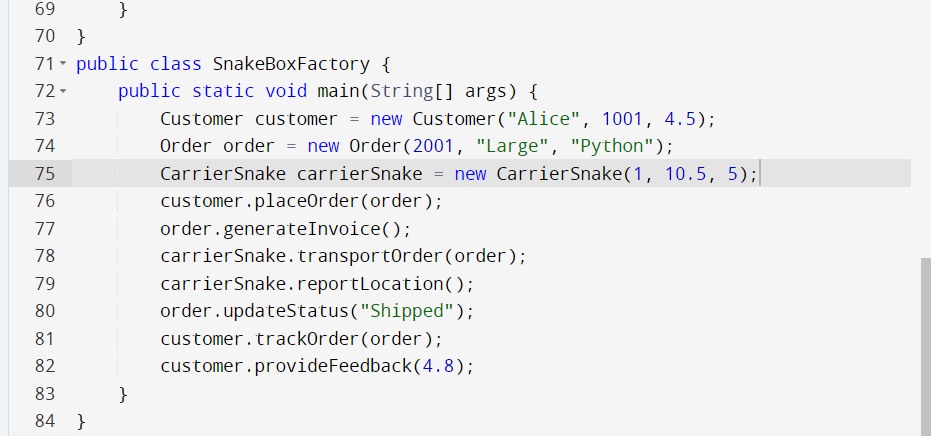 69     }
70 }
71 public class SnakeBoxFactory {
72     public static void main(String[] args) {
73         Customer customer = new Customer("Alice", 1001, 4.5);
74         Order order = new Order(2001, "Large", "Python");
75         CarrierSnake carrierSnake = new CarrierSnake(1, 10.5, 5);
76         customer.placeOrder(order);
77         order.generateInvoice();
78         carrierSnake.transportOrder(order);
79         carrierSnake.reportLocation();
80         order.updateStatus("Shipped");
81         customer.trackOrder(order);
82         customer.provideFeedback(4.8);
83     }
84 }